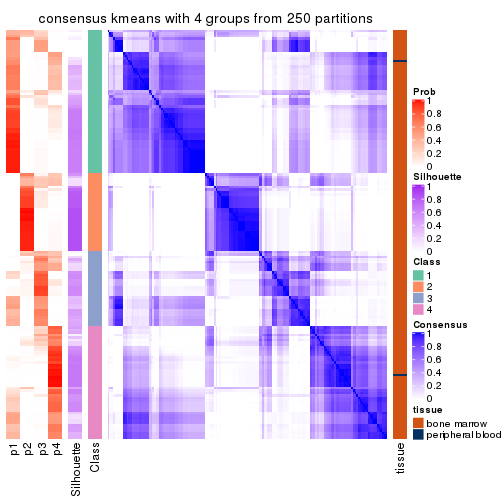 consensus kmeans with 4 groups from 250 partitions
Prob
1
0.8
0.6
0.4
0.2
0
Silhouette
1
0.8
0.6
0.4
0.2
0
Class
1
2
3
4
Consensus
1
0.8
0.6
0.4
0.2
0
tissue
bone marrow
peripheral blood
p1
p2
p3
p4
Silhouette
Class
tissue